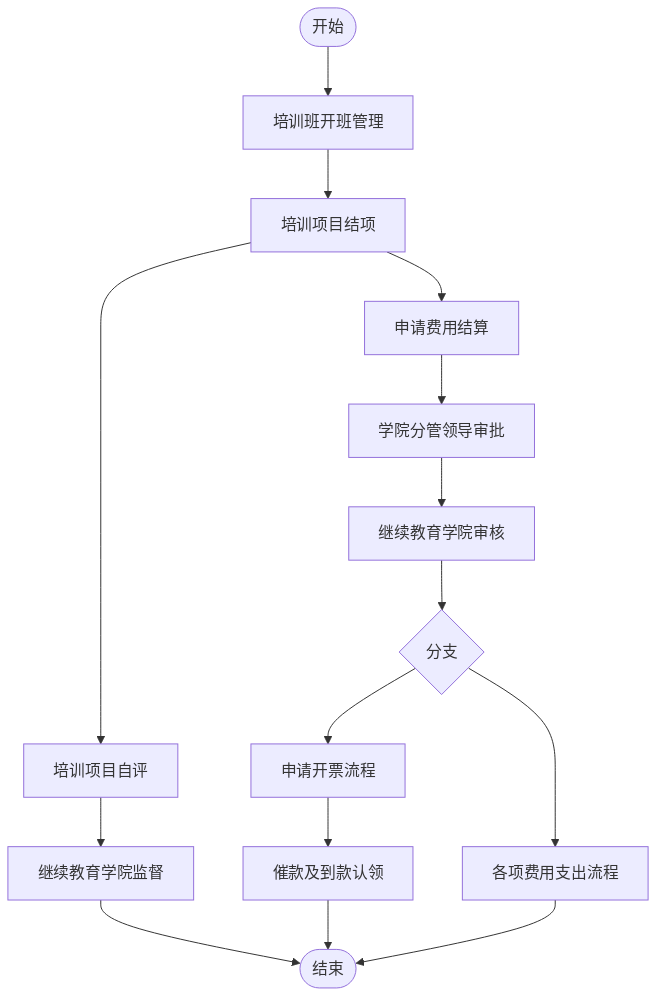 开始
培训班开班管理
培训项目结项
申请费用结算
学院分管领导审批
继续教育学院审核
分支
培训项目自评
申请开票流程
继续教育学院监督
催款及到款认领
各项费用支出流程
结束